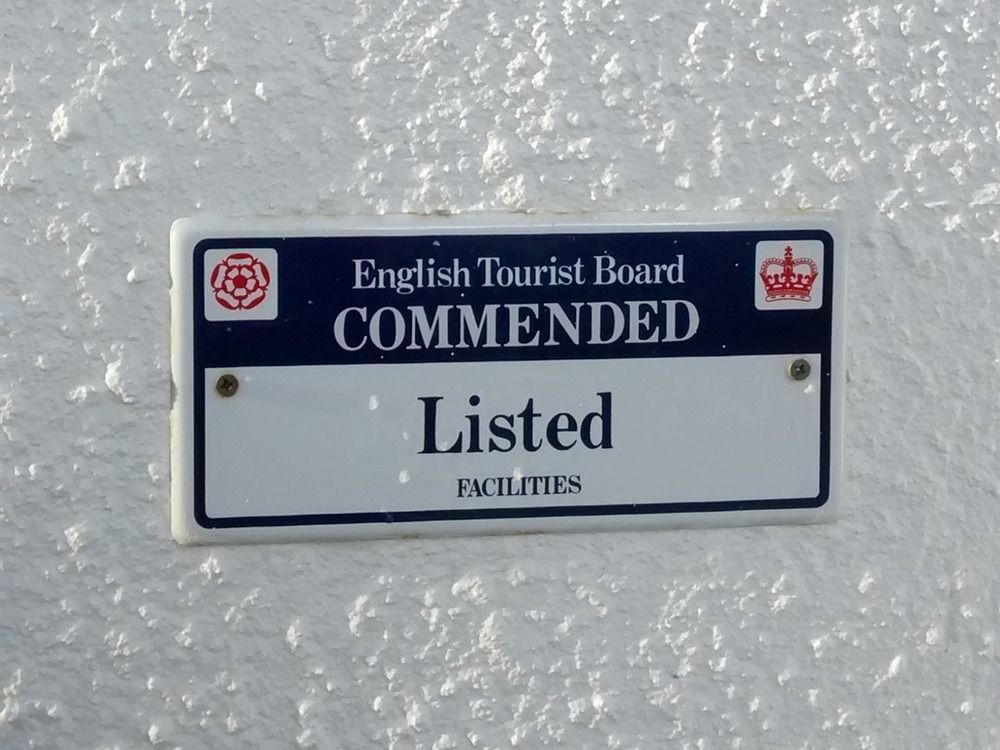 English Tourist Board
COMMENDED
Listed
FACILITIES